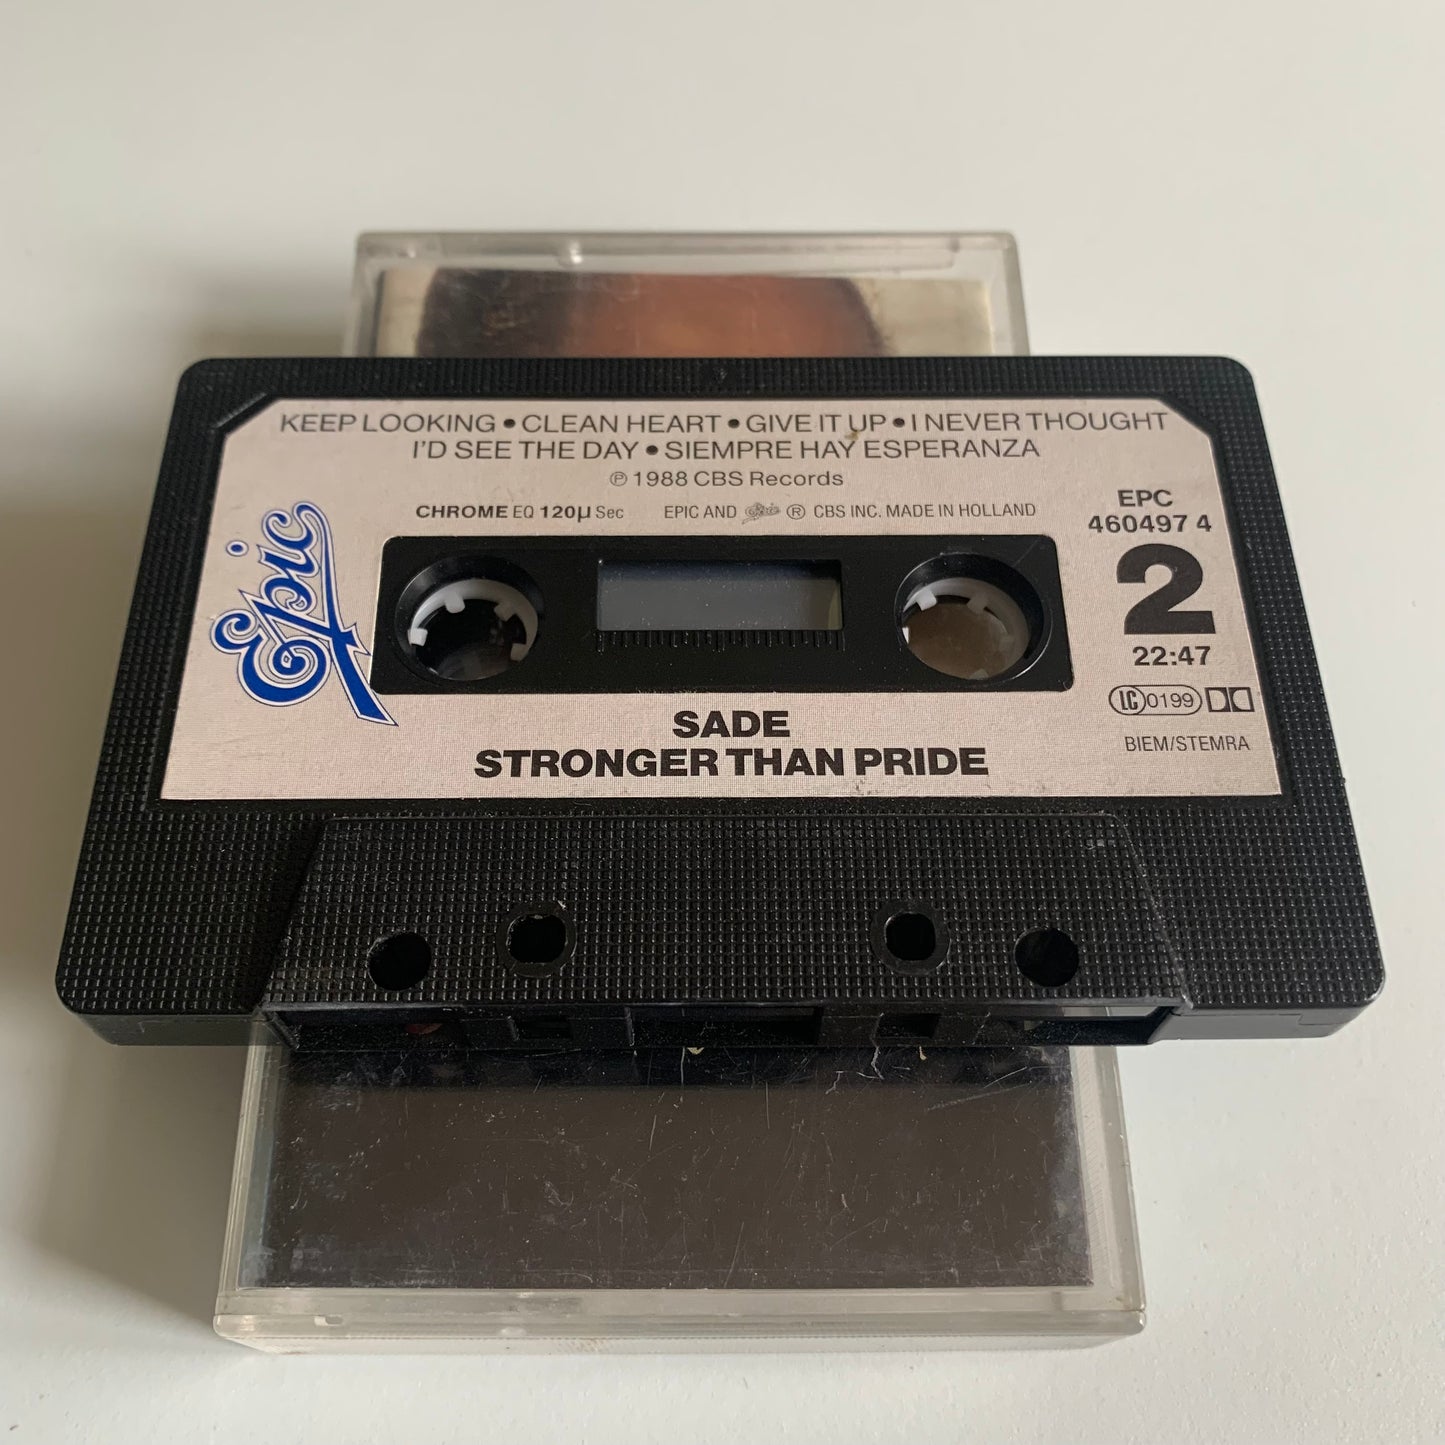 KEEP LOOKING • CLEAN HEART • GIVE IT UP • I NEVER THOUGHT
I'D SEE THE DAY • SIEMPRE HAY ESPERANZA
℗ 1988 CBS Records
CHROME EQ 120µ Sec EPIC AND Epic ® CBS INC. MADE IN HOLLAND
EPC
460497 4
2
22:47
LC 0199
BIEM/STEMRA
Epic
SADE
STRONGER THAN PRIDE